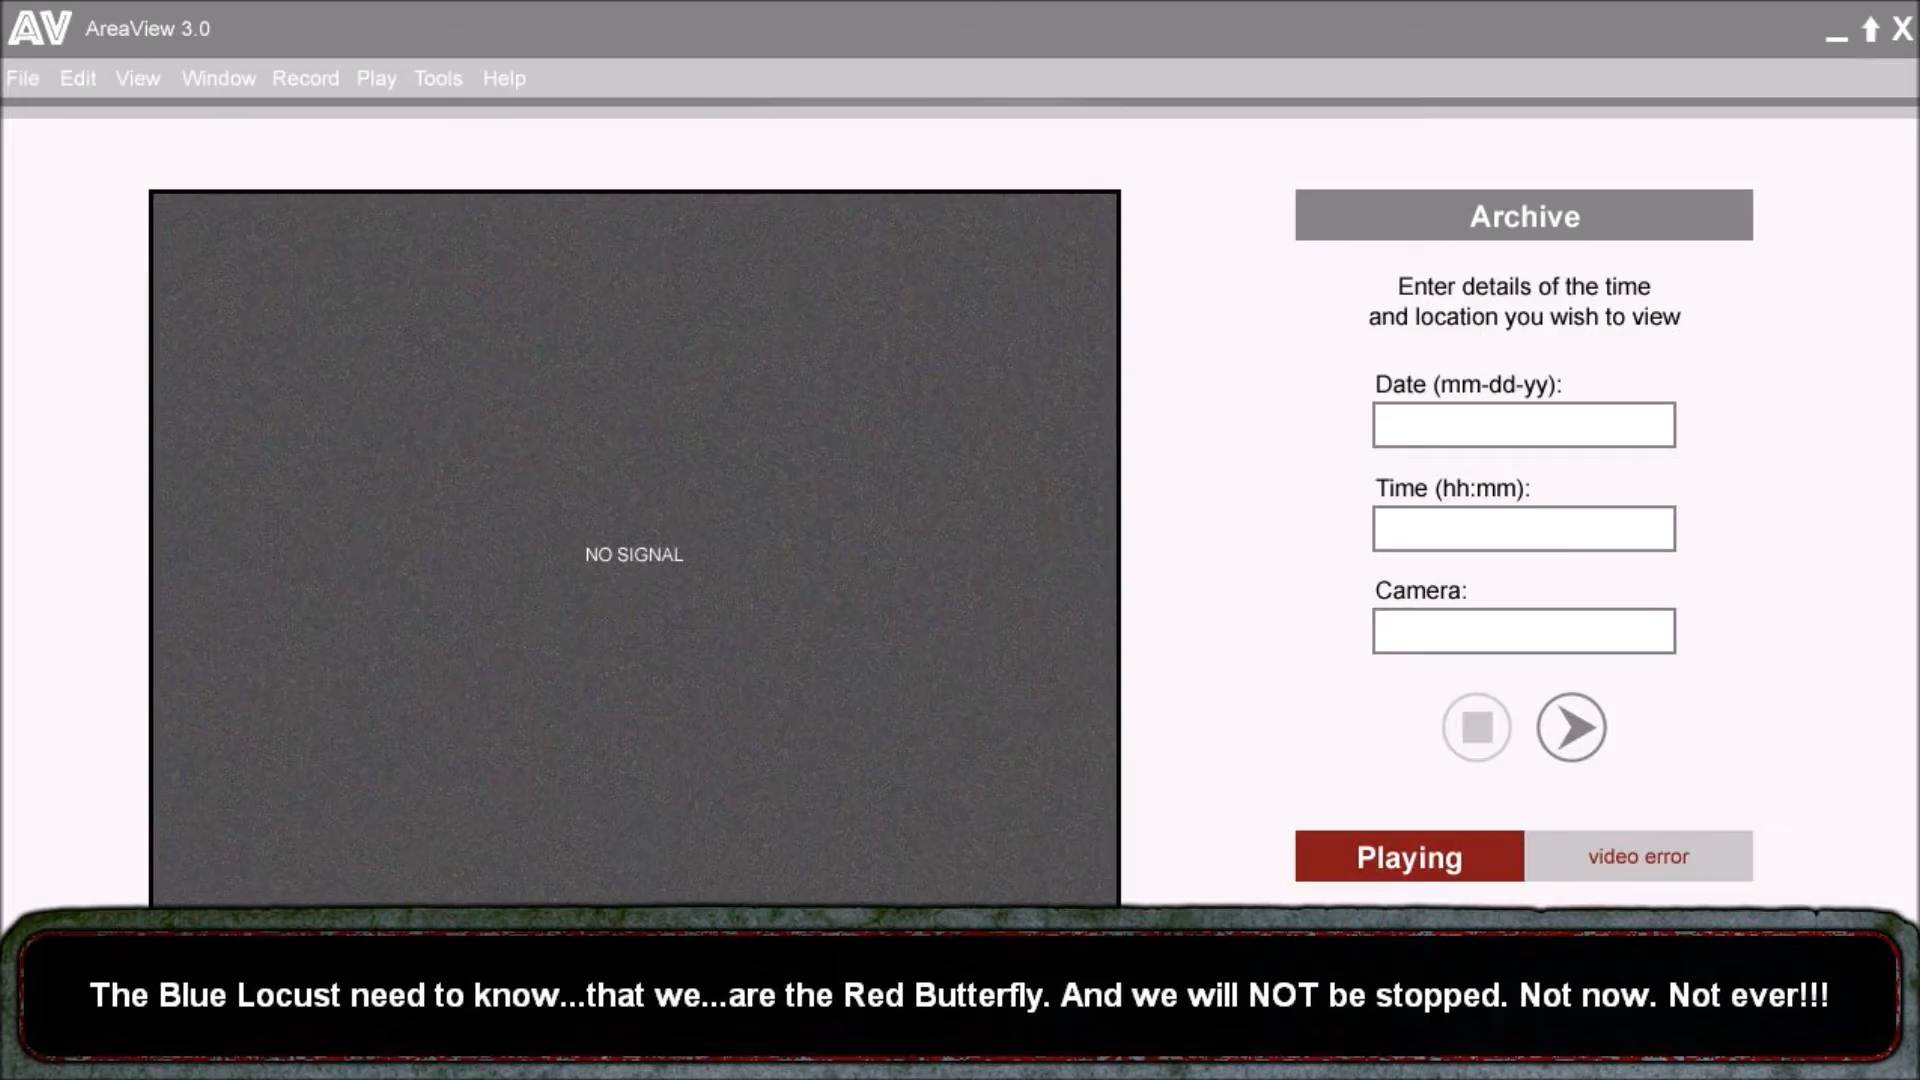 AV AreaView 3.0
File Edit View Window Record Play Tools Help
NO SIGNAL
Archive
Enter details of the time
and location you wish to view
Date (mm-dd-yy):
Time (hh:mm):
Camera:
Playing video error
The Blue Locust need to know...that we...are the Red Butterfly. And we will NOT be stopped. Not now. Not ever!!!